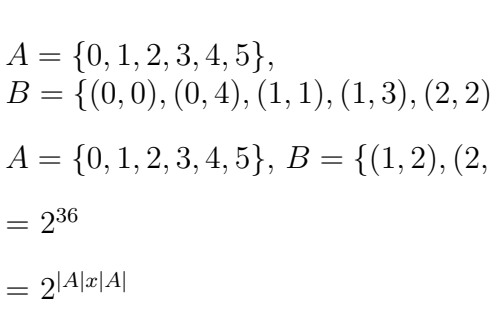 A = {0, 1, 2, 3, 4, 5},
B = {(0, 0), (0, 4), (1, 1), (1, 3), (2, 2)
A = {0, 1, 2, 3, 4, 5}, B = {(1, 2), (2,
= 2^{36}
= 2^{|A|x|A|}